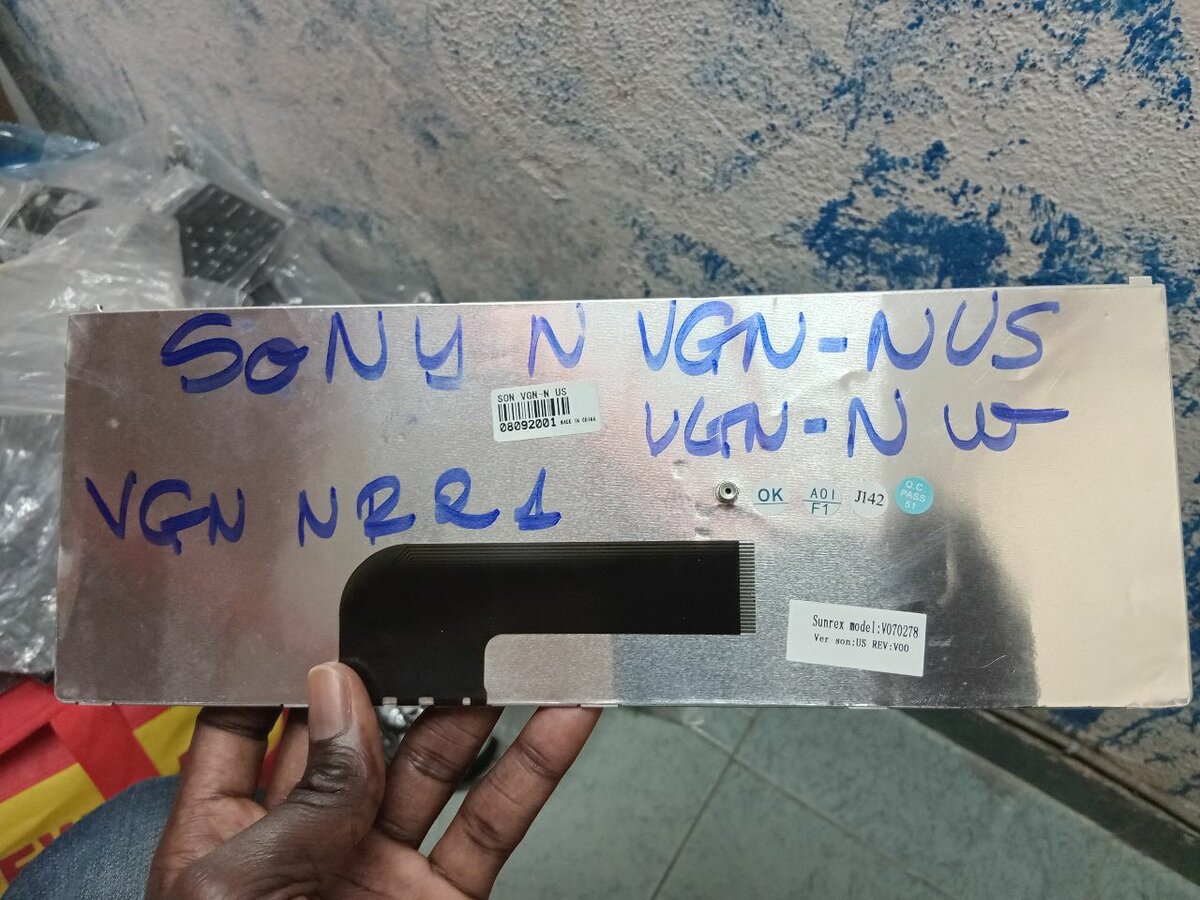 SONY N VGN-NUS
SON VGN-N US
08092001 MADE IN CHINA
VGN-N W
VGN NRR1
OK
A01
F1
J142
Q.C.
PASS
51
Sunrex model:V070278
Ver son:US REV:V00